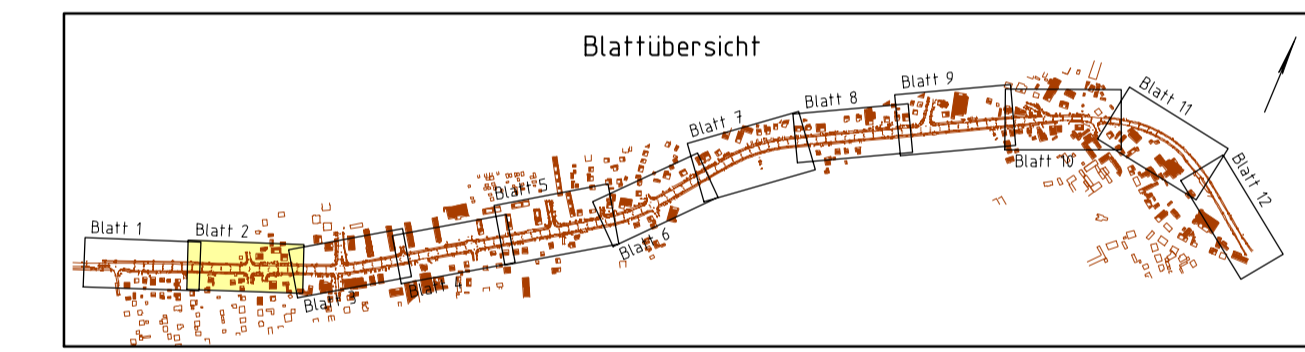 Blattübersicht
Blatt 1
Blatt 2
Blatt 3
Blatt 4
Blatt 5
Blatt 6
Blatt 7
Blatt 8
Blatt 9
Blatt 10
Blatt 11
Blatt 12